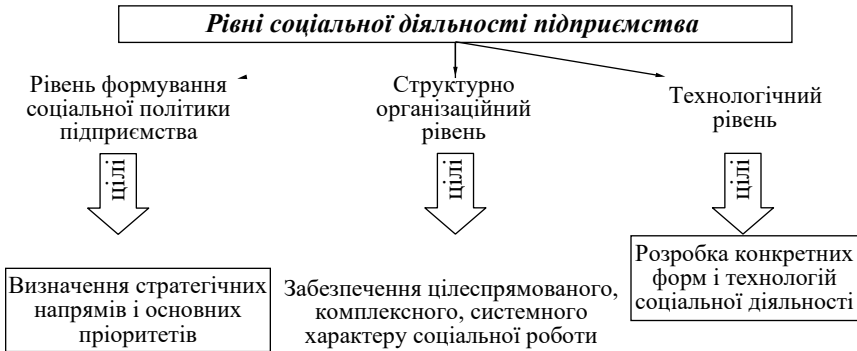 Рівні соціальної діяльності підприємства
Рівень формування
соціальної політики
підприємства
Структурно
організаційний
рівень
Технологічний
рівень
цілі
цілі
цілі
Визначення стратегічних
напрямів і основних
пріоритетів
Забезпечення цілеспрямованого,
комплексного, системного
характеру соціальної роботи
Розробка конкретних
форм і технологій
соціальної діяльності